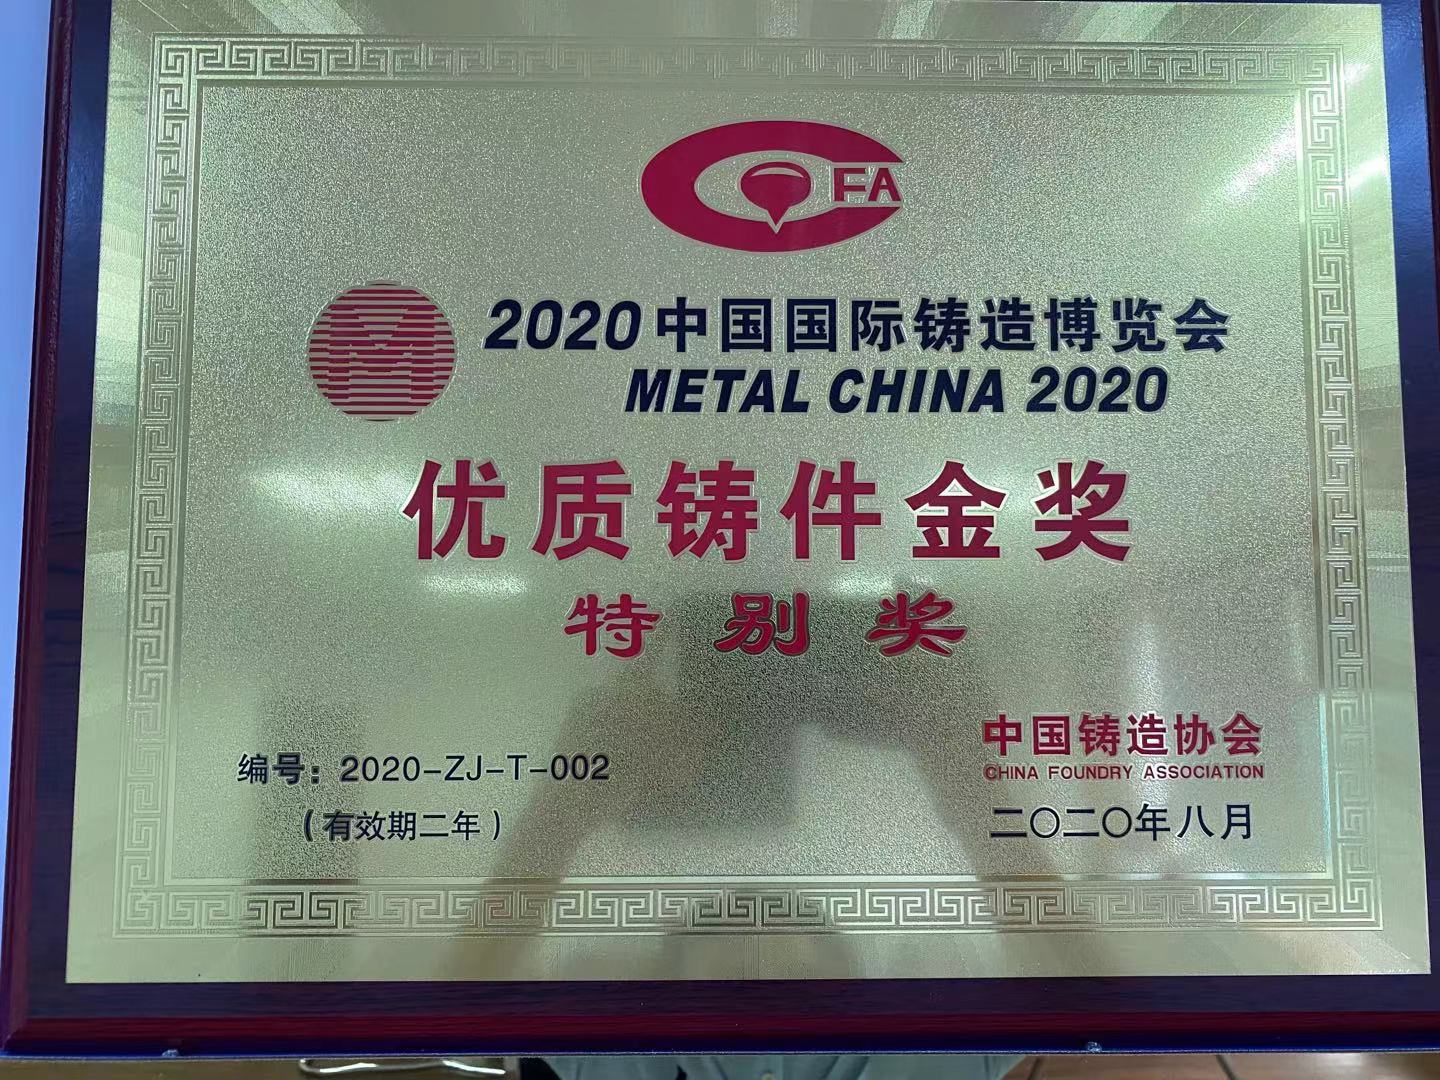 FA
2020中国国际铸造博览会
METAL CHINA 2020
优质铸件金奖
特别奖
编号：2020-ZJ-T-002
（有效期二年）
中国铸造协会
CHINA FOUNDRY ASSOCIATION
二〇二〇年八月